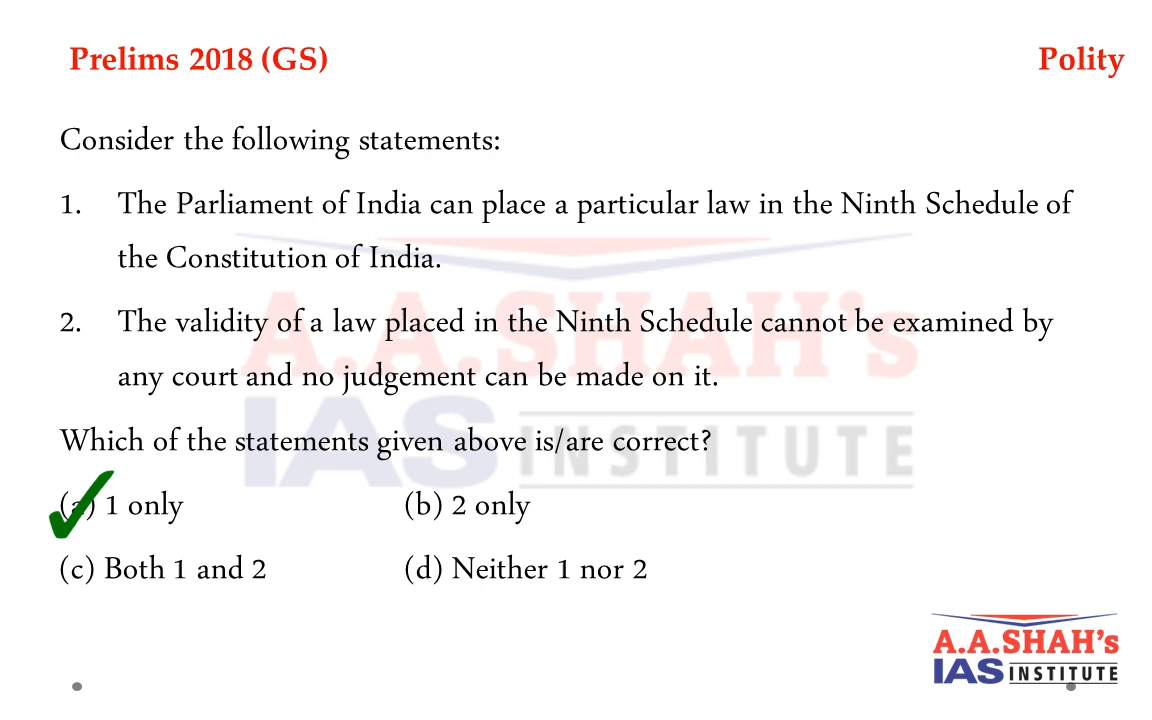 Prelims 2018 (GS) Polity
Consider the following statements:
1. The Parliament of India can place a particular law in the Ninth Schedule of
the Constitution of India.
2. The validity of a law placed in the Ninth Schedule cannot be examined by
any court and no judgement can be made on it.
Which of the statements given above is/are correct?
(a) 1 only (b) 2 only
(c) Both 1 and 2 (d) Neither 1 nor 2
A.A.SHAH's
IAS INSTITUTE
A.A.SHAH's
IAS INSTITUTE